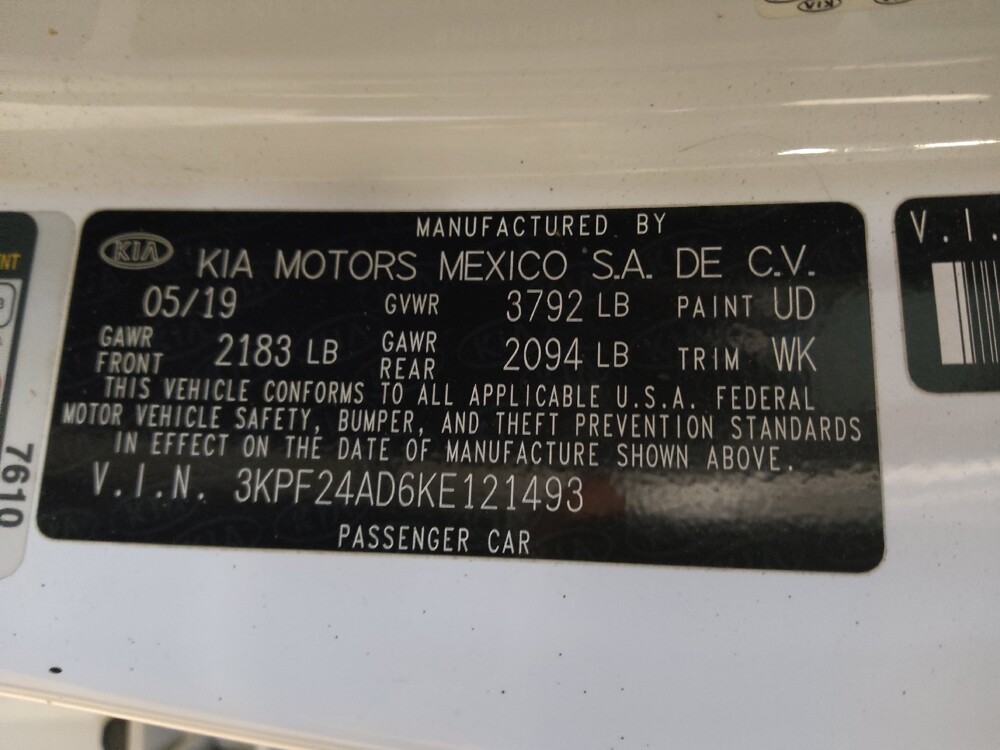 MANUFACTURED BY
KIA KIA MOTORS MEXICO S.A. DE C.V.
05/19 GVWR 3792 LB PAINT UD
GAWR FRONT 2183 LB GAWR REAR 2094 LB TRIM WK
THIS VEHICLE CONFORMS TO ALL APPLICABLE U.S.A. FEDERAL
MOTOR VEHICLE SAFETY, BUMPER, AND THEFT PREVENTION STANDARDS
IN EFFECT ON THE DATE OF MANUFACTURE SHOWN ABOVE.
V.I.N. 3KPF24AD6KE121493
PASSENGER CAR
7610
V.I.
KIA